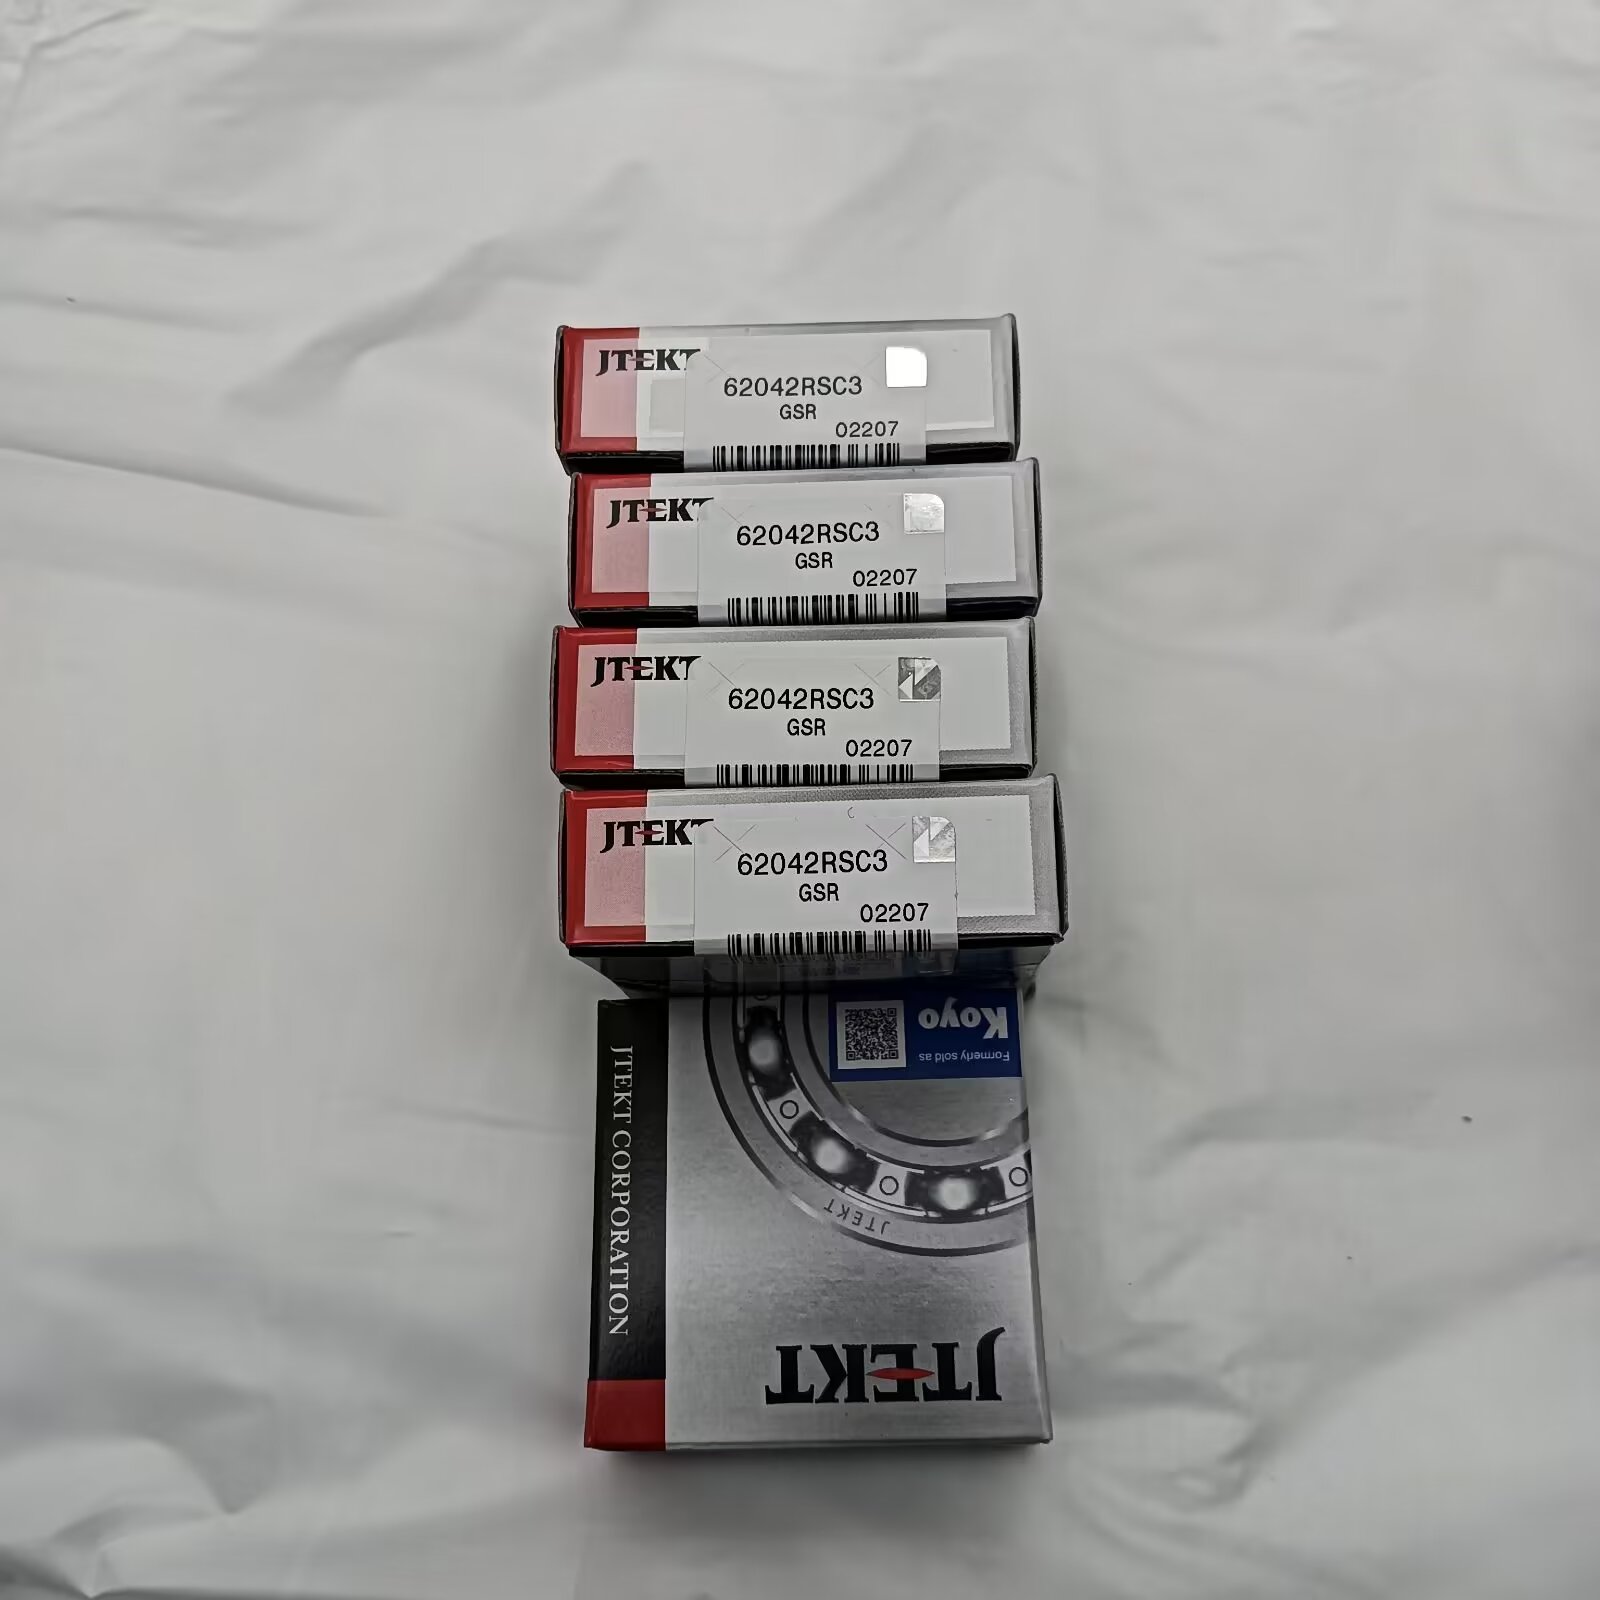 JTEKT
62042RSC3
GSR
02207
JTEKT
62042RSC3
GSR
02207
JTEKT
62042RSC3
GSR
02207
JTEKT
62042RSC3
GSR
02207
Formerly sold as
Koyo
JTEKT
JTEKT CORPORATION
JTEKT